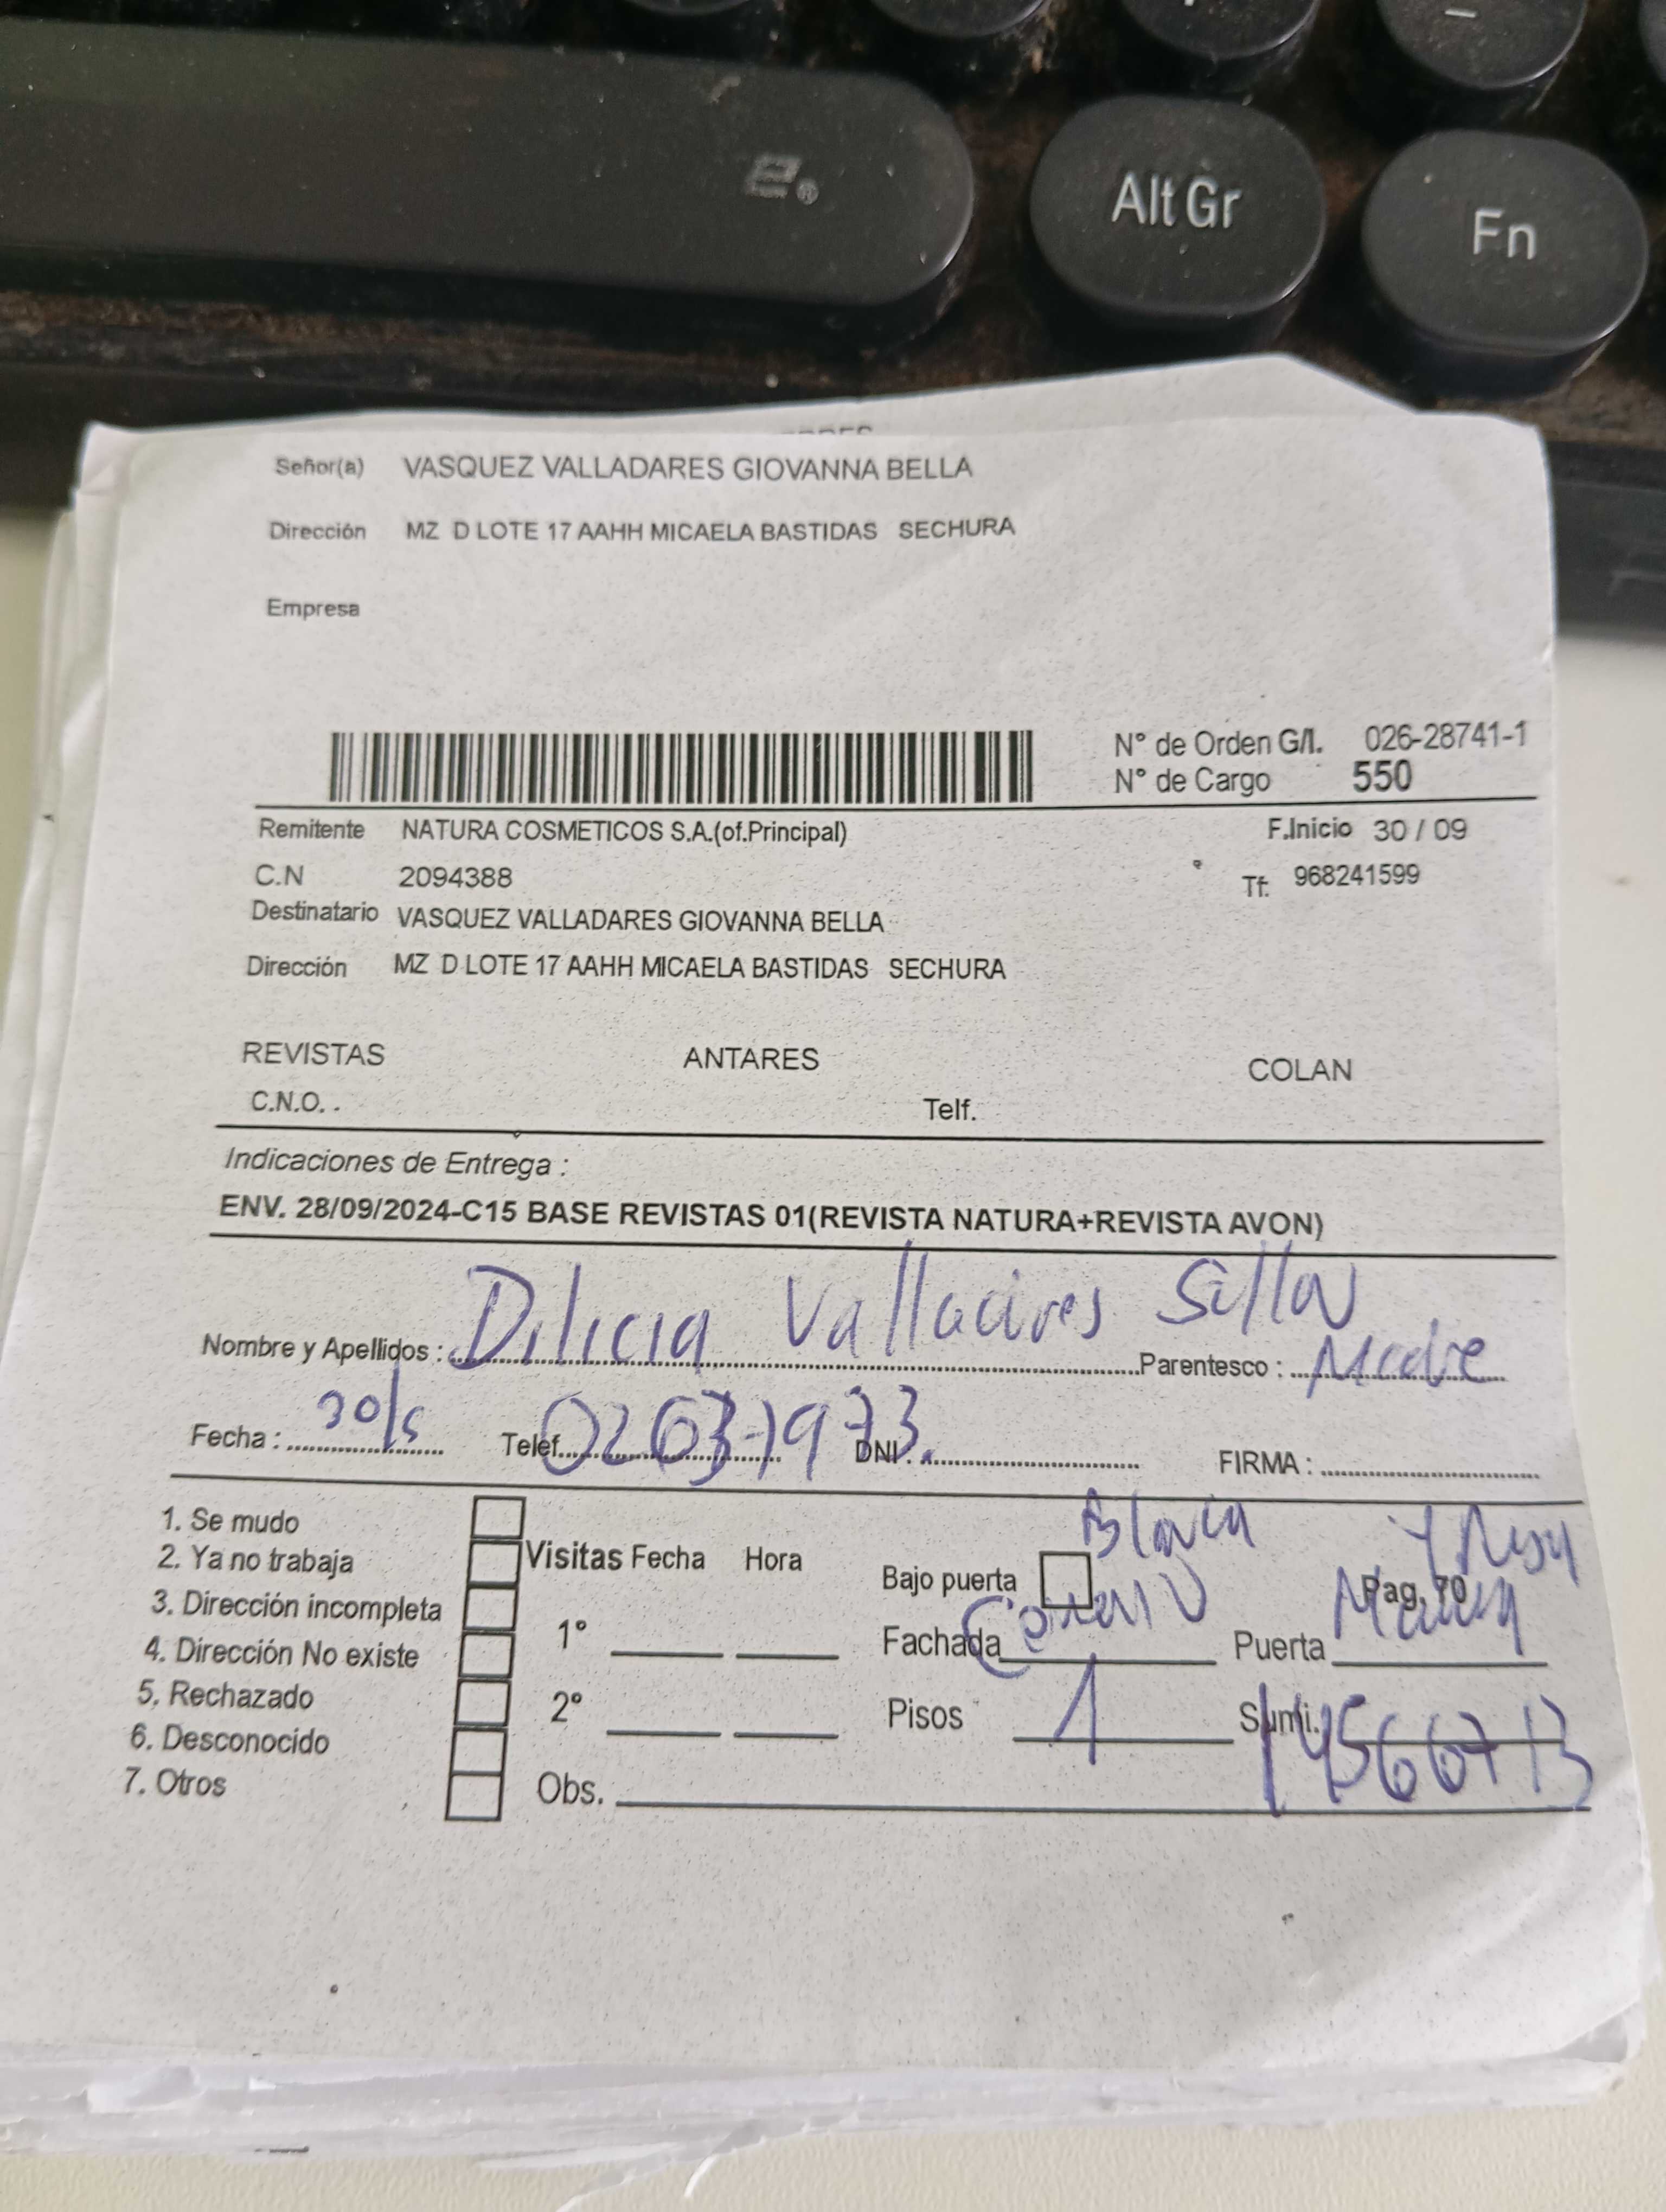 Alt Gr
Fn
Señor(a) VASQUEZ VALLADARES GIOVANNA BELLA
Dirección MZ D LOTE 17 AAHH MICAELA BASTIDAS SECHURA
Empresa
N° de Orden G/I. 026-28741-1
N° de Cargo 550
Remitente NATURA COSMETICOS S.A.(of.Principal) F.Inicio 30 / 09
C.N 2094388 Tf: 968241599
Destinatario VASQUEZ VALLADARES GIOVANNA BELLA
Dirección MZ D LOTE 17 AAHH MICAELA BASTIDAS SECHURA
REVISTAS ANTARES COLAN
C.N.O. . Telf.
Indicaciones de Entrega :
ENV. 28/09/2024-C15 BASE REVISTAS 01(REVISTA NATURA+REVISTA AVON)
Nombre y Apellidos : Dilicia Valladares Parentesco : Madre
Fecha : Telef. DNI : FIRMA :
1. Se mudo
2. Ya no trabaja Visitas Fecha Hora Bajo puerta Pag. 70
3. Dirección incompleta
4. Dirección No existe 1° Fachada Puerta
5. Rechazado 2° Pisos 1 Sumi.
6. Desconocido
7. Otros Obs.